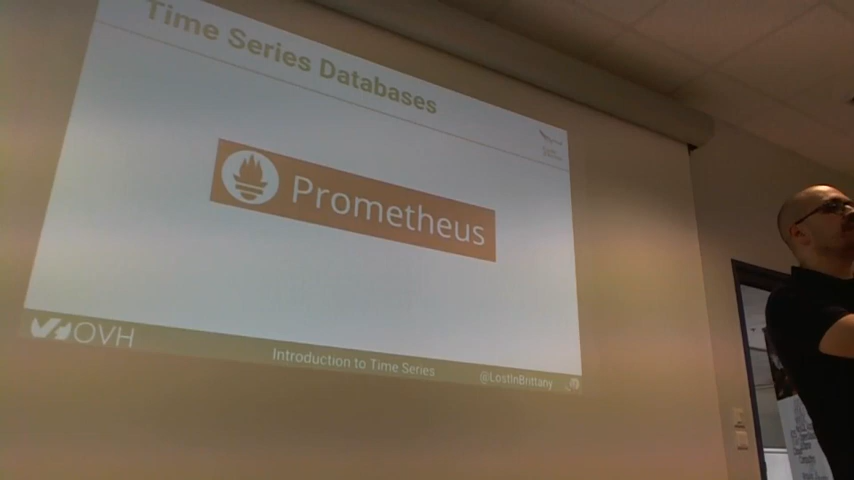 Time Series Databases
Prometheus
OVH
Introduction to Time Series
@LostInBrittany